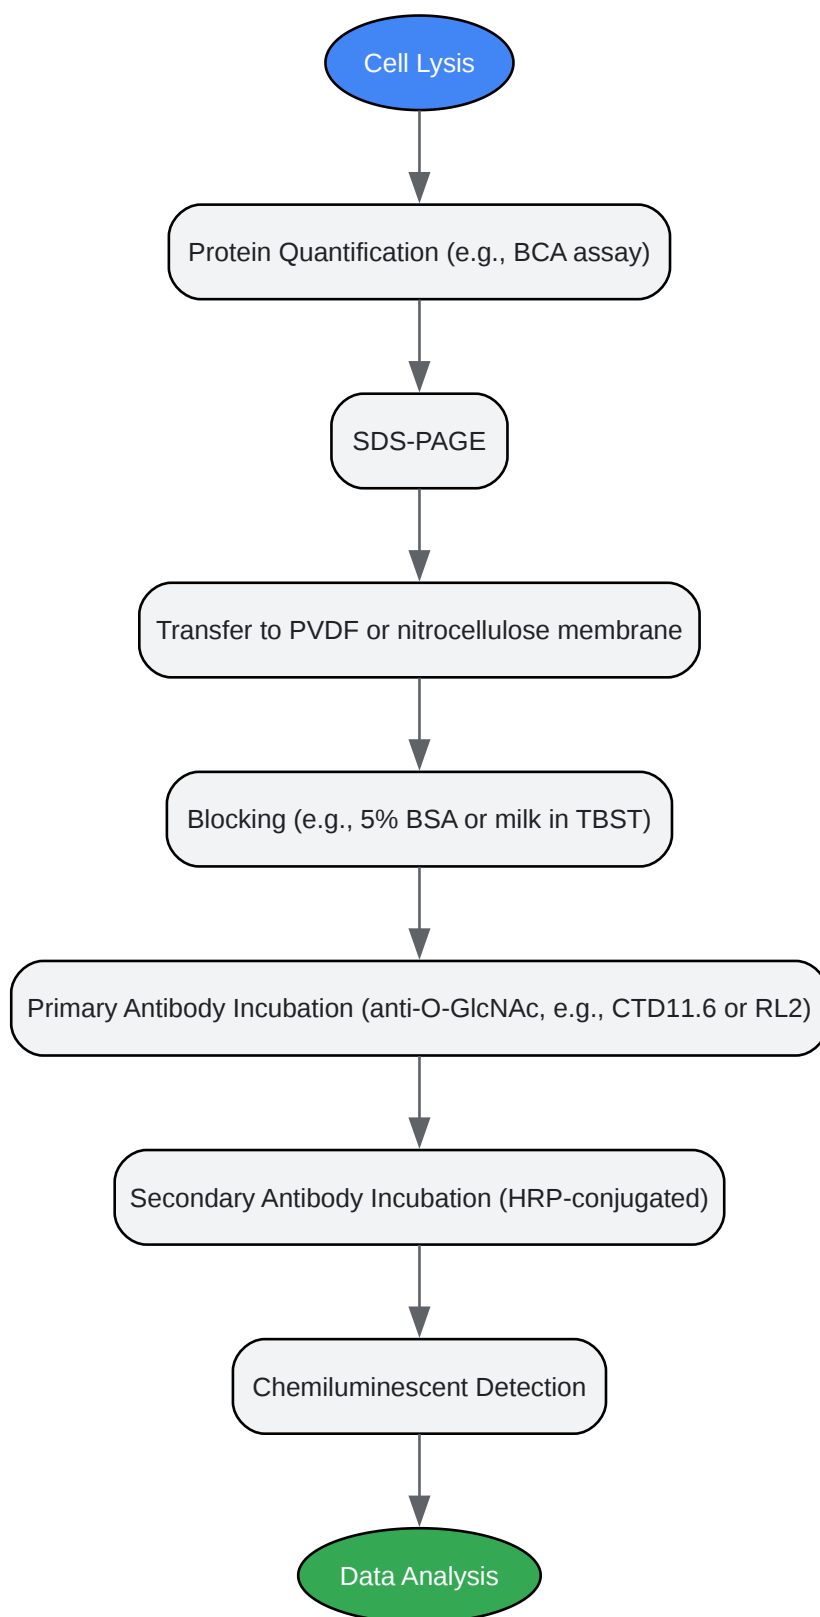 Cell Lysis
Protein Quantification (e.g., BCA assay)
SDS-PAGE
Transfer to PVDF or nitrocellulose membrane
Blocking (e.g., 5% BSA or milk in TBST)
Primary Antibody Incubation (anti-O-GlcNAc, e.g., CTD11.6 or RL2)
Secondary Antibody Incubation (HRP-conjugated)
Chemiluminescent Detection
Data Analysis